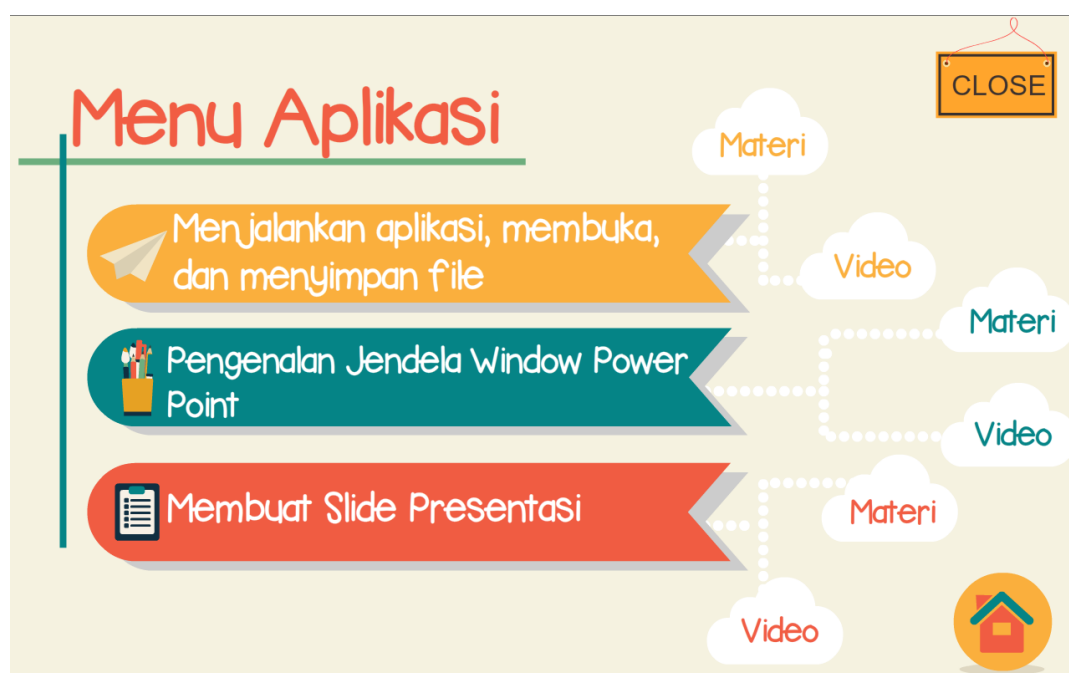 CLOSE
Menu Aplikasi
Materi
Menjalankan aplikasi, membuka,
dan menyimpan file
Video
Materi
Pengenalan Jendela Window Power
Point
Video
Membuat Slide Presentasi
Materi
Video